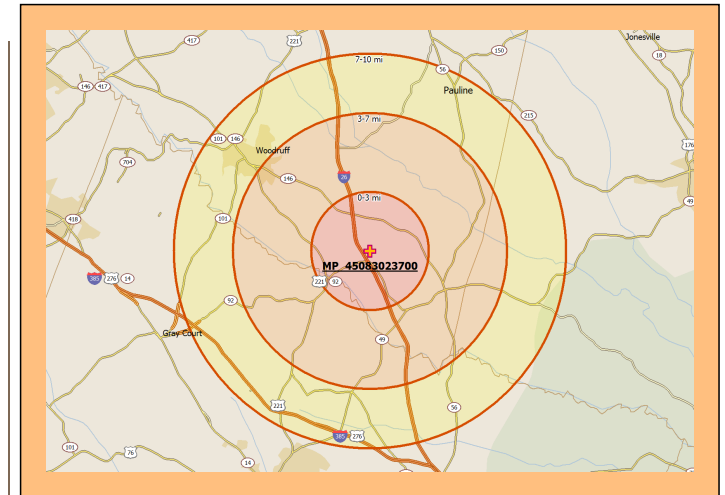 417
221
Jonesville
150
18
7-10 mi
56
146 417
Pauline
215
3-7 mi
101 146
176
Woodruff
704
146
26
0-3 mi
49
101
418
MP 45083023700
385 276 14
221 92
92
Gray Court
49
221
56
385 276
101
76
14